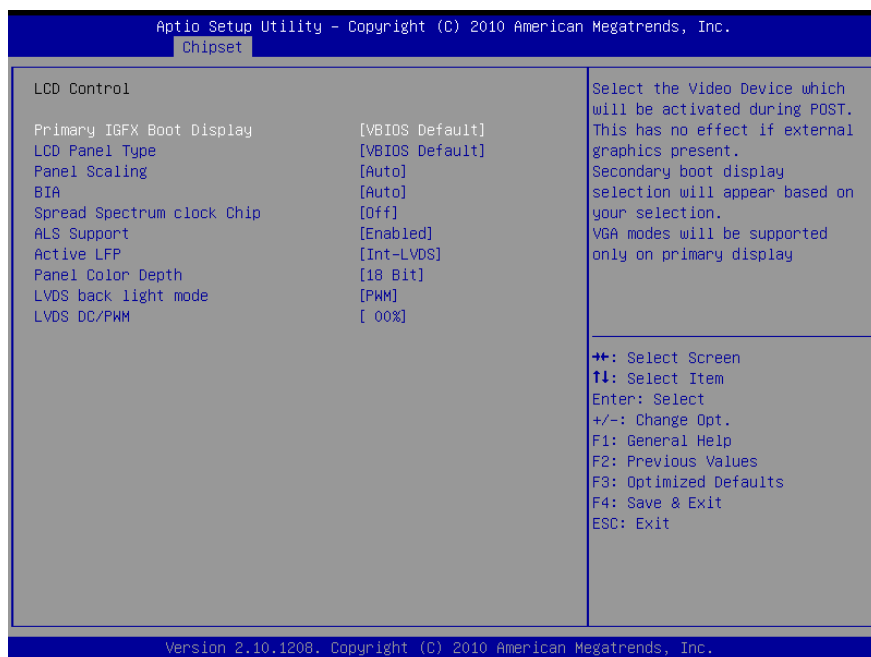 Aptio Setup Utility – Copyright (C) 2010 American Megatrends, Inc.
Chipset
LCD Control
Primary IGFX Boot Display [VBIOS Default]
LCD Panel Type [VBIOS Default]
Panel Scaling [Auto]
BIA [Auto]
Spread Spectrum clock Chip [Off]
ALS Support [Enabled]
Active LFP [Int-LVDS]
Panel Color Depth [18 Bit]
LVDS back light mode [PWM]
LVDS DC/PWM [ 00%]
Select the Video Device which
will be activated during POST.
This has no effect if external
graphics present.
Secondary boot display
selection will appear based on
your selection.
VGA modes will be supported
only on primary display
→←: Select Screen
↑↓: Select Item
Enter: Select
+/-: Change Opt.
F1: General Help
F2: Previous Values
F3: Optimized Defaults
F4: Save & Exit
ESC: Exit
Version 2.10.1208. Copyright (C) 2010 American Megatrends, Inc.